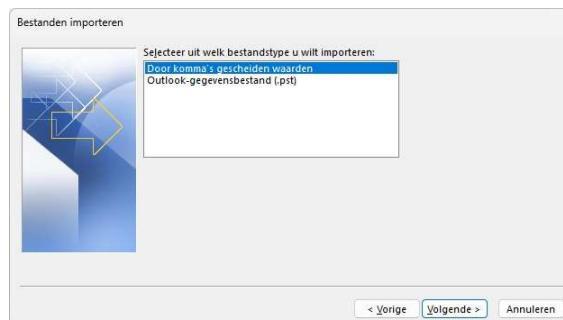 Bestanden importeren
Selecteer uit welk bestandstype u wilt importeren:
Door komma's gescheiden waarden
Outlook-gegevensbestand (.pst)
< Vorige
Volgende >
Annuleren